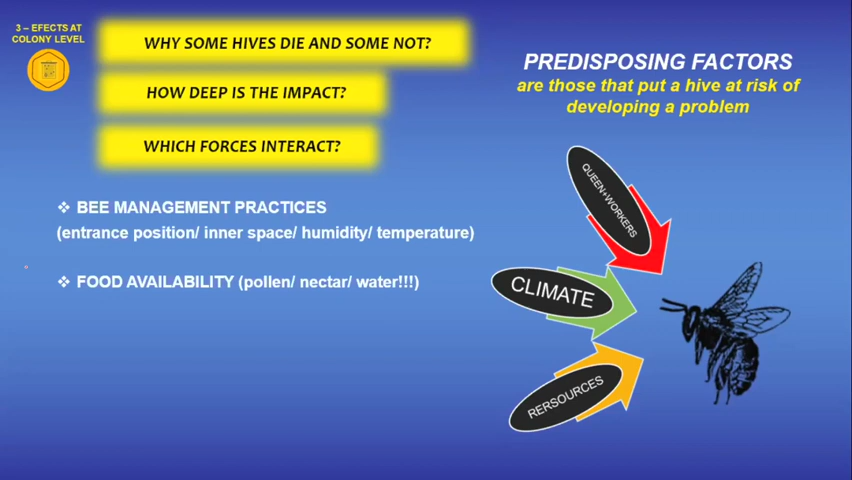 3 – EFECTS AT
COLONY LEVEL
WHY SOME HIVES DIE AND SOME NOT?
HOW DEEP IS THE IMPACT?
WHICH FORCES INTERACT?
❖ BEE MANAGEMENT PRACTICES
(entrance position/ inner space/ humidity/ temperature)
❖ FOOD AVAILABILITY (pollen/ nectar/ water!!!)
PREDISPOSING FACTORS
are those that put a hive at risk of
developing a problem
QUEEN+WORKERS
CLIMATE
RERSOURCES